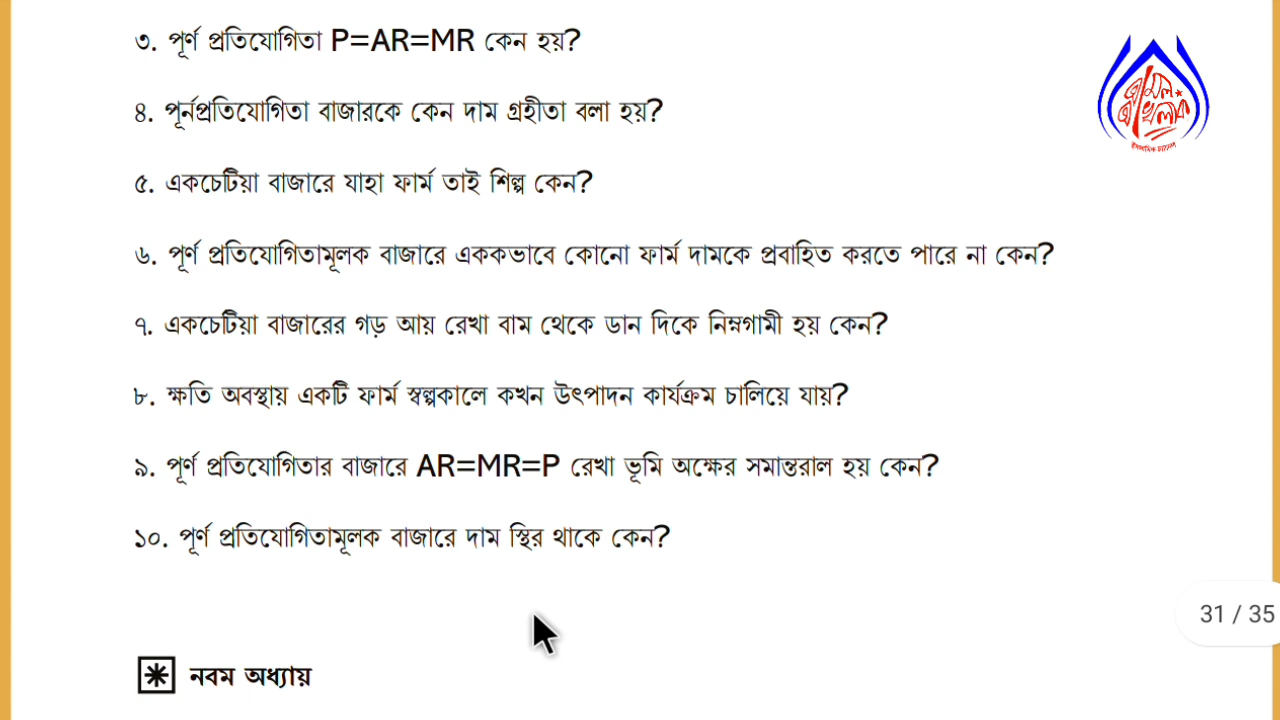 ৩. পূর্ণ প্রতিযোগিতা P=AR=MR কেন হয়?
৪. পূর্নপ্রতিযোগিতা বাজারকে কেন দাম গ্রহীতা বলা হয়?
৫. একচেটিয়া বাজারে যাহা ফার্ম তাই শিল্প কেন?
৬. পূর্ণ প্রতিযোগিতামূলক বাজারে এককভাবে কোনো ফার্ম দামকে প্রবাহিত করতে পারে না কেন?
৭. একচেটিয়া বাজারের গড় আয় রেখা বাম থেকে ডান দিকে নিম্নগামী হয় কেন?
৮. ক্ষতি অবস্থায় একটি ফার্ম স্বল্পকালে কখন উৎপাদন কার্যক্রম চালিয়ে যায়?
৯. পূর্ণ প্রতিযোগিতার বাজারে AR=MR=P রেখা ভূমি অক্ষের সমান্তরাল হয় কেন?
১০. পূর্ণ প্রতিযোগিতামূলক বাজারে দাম স্থির থাকে কেন?
31 / 35
নবম অধ্যায়